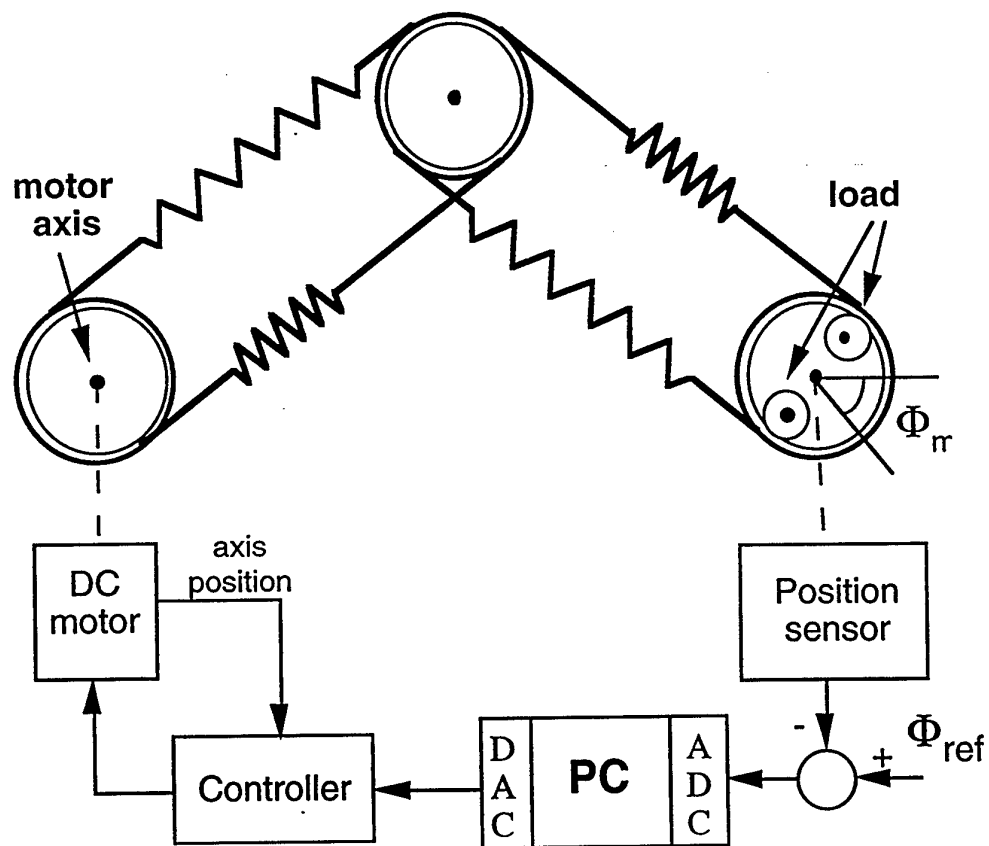 motor
axis
load
Φm
DC
motor
axis
position
Position
sensor
-
Φref
+
Controller
D
A
C
PC
A
D
C